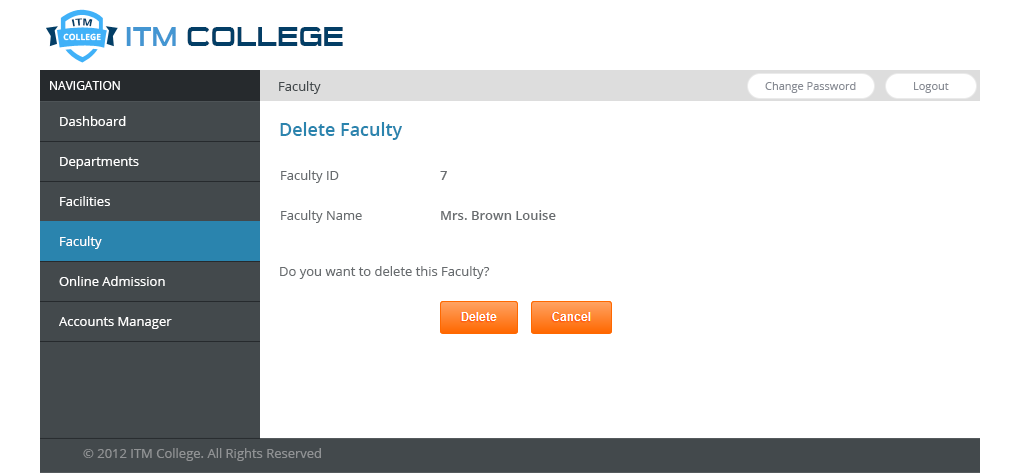 ITM
COLLEGE
ITM COLLEGE
NAVIGATION
Faculty
Change Password
Logout
Dashboard
Departments
Facilities
Faculty
Online Admission
Accounts Manager
Delete Faculty
Faculty ID 7
Faculty Name Mrs. Brown Louise
Do you want to delete this Faculty?
Delete Cancel
© 2012 ITM College. All Rights Reserved